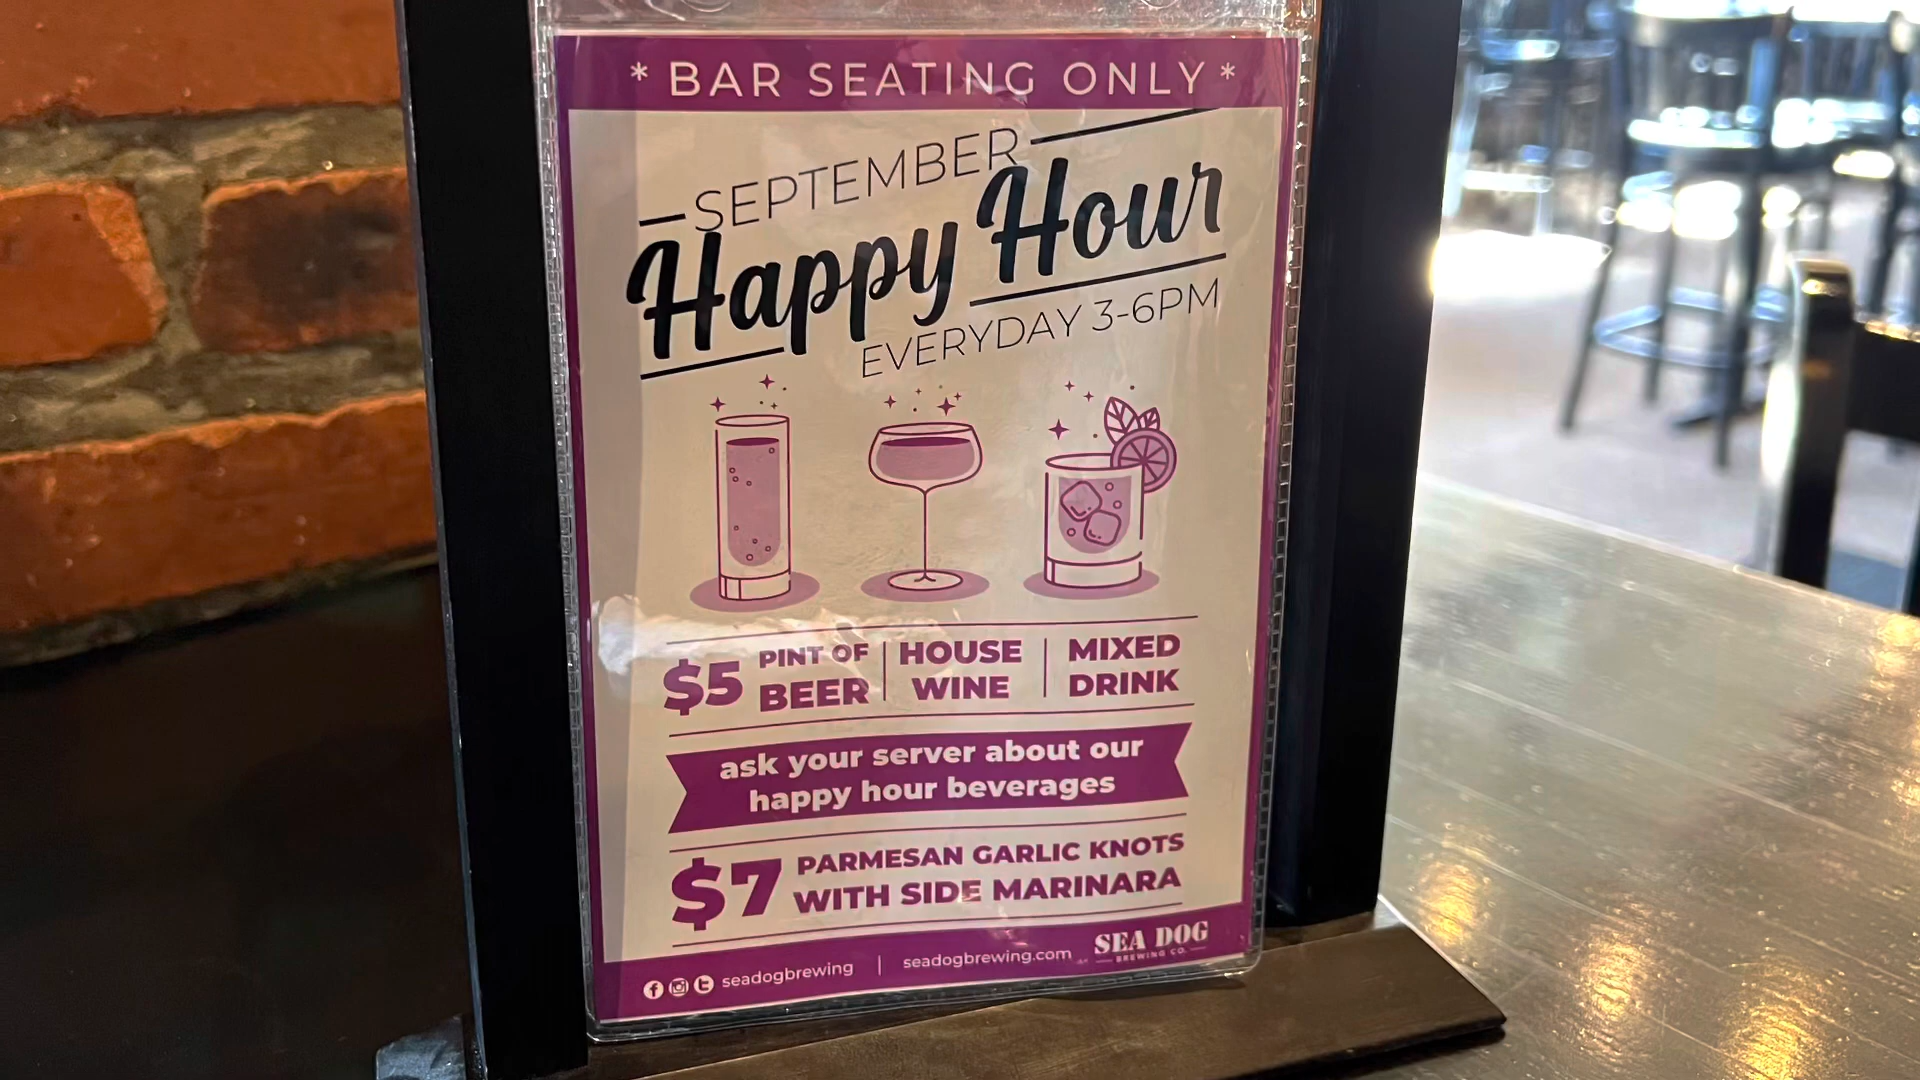 * BAR SEATING ONLY *
SEPTEMBER
Happy Hour
EVERYDAY 3-6PM
$5 PINT OF BEER | HOUSE WINE | MIXED DRINK
ask your server about our
happy hour beverages
$7 PARMESAN GARLIC KNOTS
WITH SIDE MARINARA
seadogbrewing | seadogbrewing.com
SEA DOG
BREWING CO.